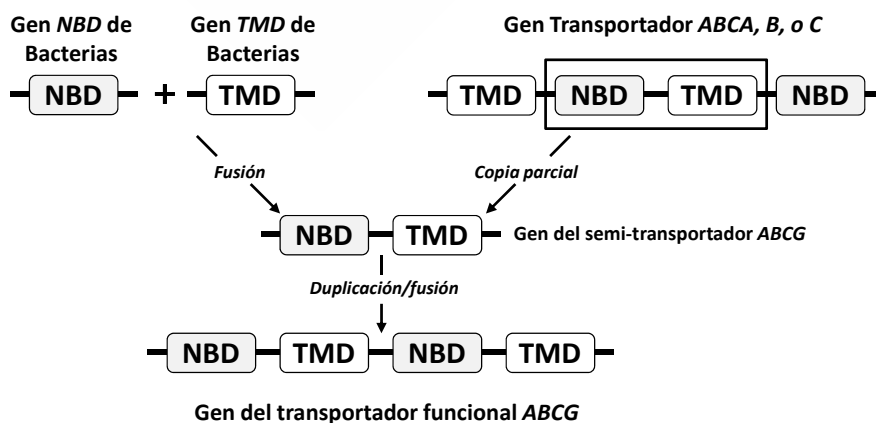 Gen NBD de
Bacterias
Gen TMD de
Bacterias
Gen Transportador ABCA, B, o C
NBD + TMD
TMD NBD TMD NBD
Fusión
Copia parcial
NBD TMD
Gen del semi-transportador ABCG
Duplicación/fusión
NBD TMD NBD TMD
Gen del transportador funcional ABCG